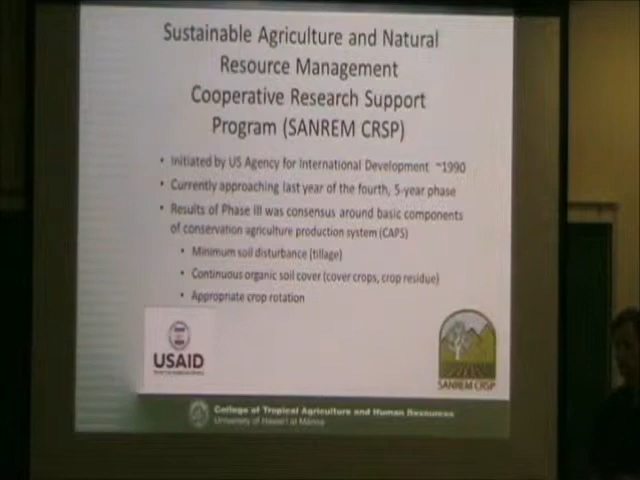 Sustainable Agriculture and Natural
Resource Management
Cooperative Research Support
Program (SANREM CRSP)
• Initiated by US Agency for International Development ~1990
• Currently approaching last year of the fourth, 5-year phase
• Results of Phase III was consensus around basic components
of conservation agriculture production system (CAPS)
• Minimum soil disturbance (tillage)
• Continuous organic soil cover (cover crops, crop residue)
• Appropriate crop rotation
USAID
SANREM CRSP
College of Tropical Agriculture and Human Resources
University of Hawai'i at Mānoa